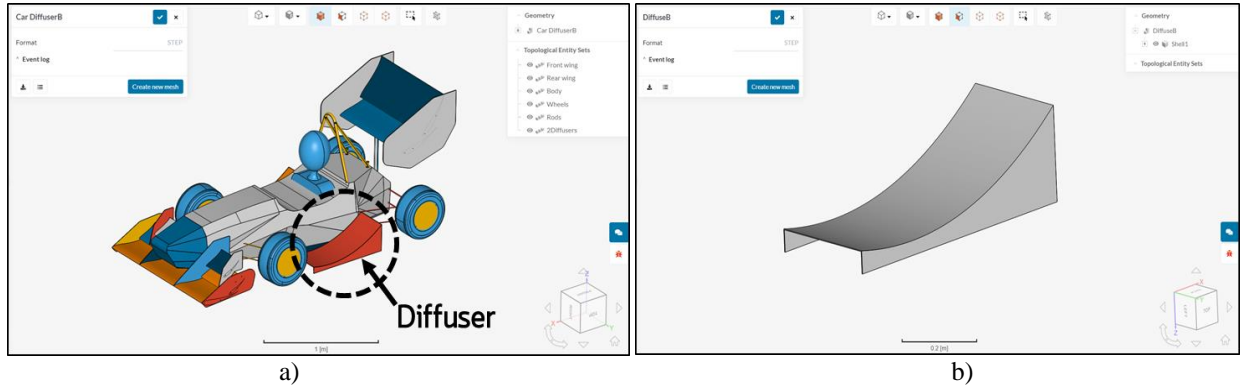 Car DiffuserB
Format
STEP
Event log
Create new mesh
Geometry
Car DiffuserB
Topological Entity Sets
Front wing
Rear wing
Body
Wheels
Rods
2Diffusers
Diffuser
Z
X
Y
1 [m]
a)
DiffuseB
Format
STEP
Event log
Create new mesh
Geometry
DiffuseB
Shell1
Topological Entity Sets
X
Y
Z
0.2 [m]
b)